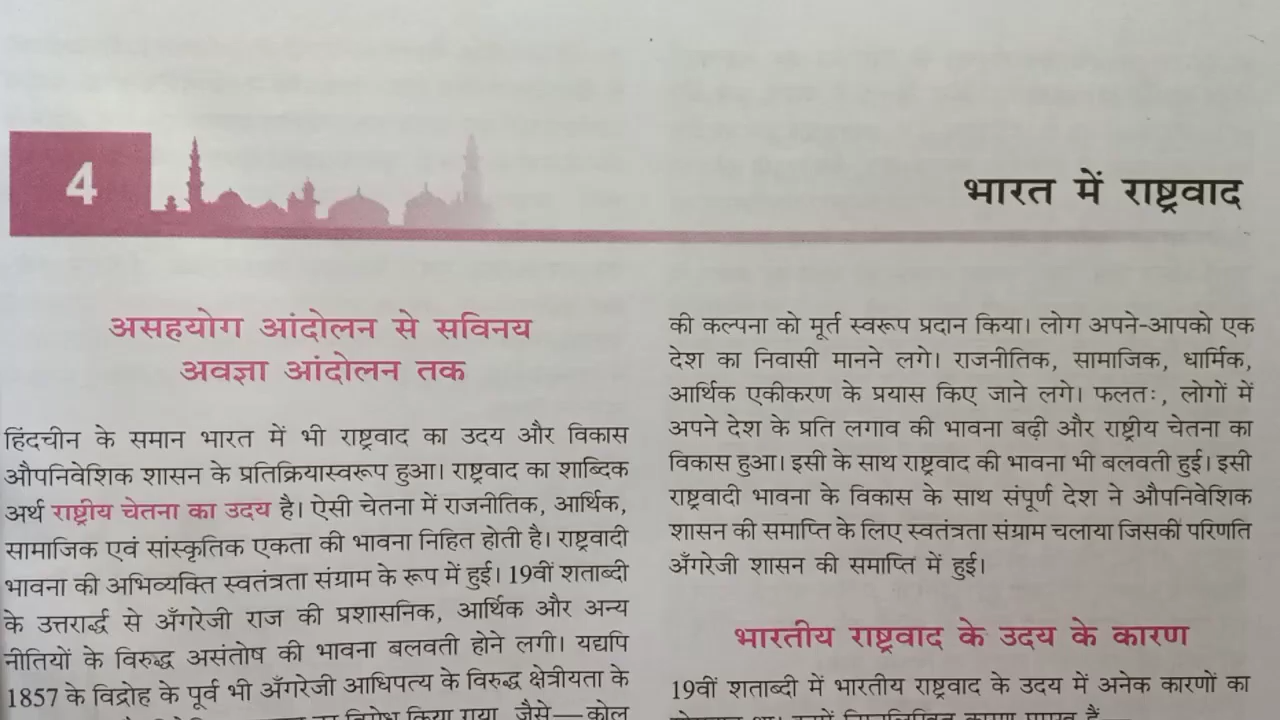 4
भारत में राष्ट्रवाद
असहयोग आंदोलन से सविनय
अवज्ञा आंदोलन तक
हिंदचीन के समान भारत में भी राष्ट्रवाद का उदय और विकास
औपनिवेशिक शासन के प्रतिक्रियास्वरूप हुआ। राष्ट्रवाद का शाब्दिक
अर्थ राष्ट्रीय चेतना का उदय है। ऐसी चेतना में राजनीतिक, आर्थिक,
सामाजिक एवं सांस्कृतिक एकता की भावना निहित होती है। राष्ट्रवादी
भावना की अभिव्यक्ति स्वतंत्रता संग्राम के रूप में हुई। 19वीं शताब्दी
के उत्तरार्द्ध से अँगरेजी राज की प्रशासनिक, आर्थिक और अन्य
नीतियों के विरुद्ध असंतोष की भावना बलवती होने लगी। यद्यपि
1857 के विद्रोह के पूर्व भी अँगरेजी आधिपत्य के विरुद्ध क्षेत्रीयता के
विरोध किया गया, जैसे—कोल
की कल्पना को मूर्त स्वरूप प्रदान किया। लोग अपने-आपको एक
देश का निवासी मानने लगे। राजनीतिक, सामाजिक, धार्मिक,
आर्थिक एकीकरण के प्रयास किए जाने लगे। फलतः, लोगों में
अपने देश के प्रति लगाव की भावना बढ़ी और राष्ट्रीय चेतना का
विकास हुआ। इसी के साथ राष्ट्रवाद की भावना भी बलवती हुई। इसी
राष्ट्रवादी भावना के विकास के साथ संपूर्ण देश ने औपनिवेशिक
शासन की समाप्ति के लिए स्वतंत्रता संग्राम चलाया जिसकी परिणति
अँगरेजी शासन की समाप्ति में हुई।
भारतीय राष्ट्रवाद के उदय के कारण
19वीं शताब्दी में भारतीय राष्ट्रवाद के उदय में अनेक कारणों का